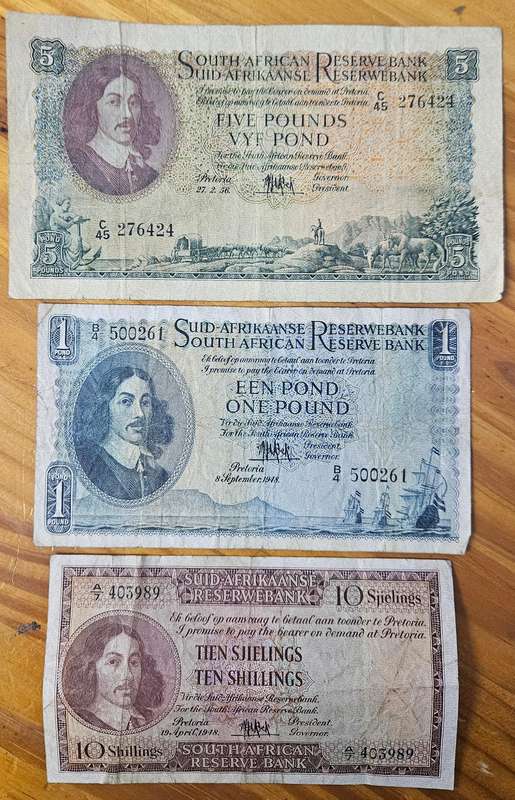 5 SOUTH AFRICAN RESERVE BANK 5
SUID-AFRIKAANSE RESERWEBANK
I promise to pay the Bearer on demand at Pretoria.
Ek beloof op aanvraag te betaal aan toonder te Pretoria.
C/45 276424
FIVE POUNDS
VYF POND
For the South African Reserve Bank.
Vir die Suid-Afrikaanse Reserwebank.
Pretoria Governor.
27. 2. 56. President.
C/45 276424
POND 5 POUNDS
POUNDS 5 POND
1 POND
B/4 500261
SUID-AFRIKAANSE RESERWEBANK
SOUTH AFRICAN RESERVE BANK
1
Ek beloof op aanvraag te betaal aan toonder te Pretoria.
I promise to pay the Bearer on demand at Pretoria.
EEN POND
ONE POUND
Vir die Suid-Afrikaanse Reserwebank.
For the South African Reserve Bank.
President.
Governor.
Pretoria
8 September, 1948.
B/4 500261
1 POUND
A/7 403989
SUID-AFRIKAANSE
RESERWEBANK
10 Sjielings
Ek beloof op aanvraag te betaal aan toonder te Pretoria.
I promise to pay the bearer on demand at Pretoria.
TIEN SJIELINGS
TEN SHILLINGS
Vir die Suid-Afrikaanse Reserwebank.
For the South African Reserve Bank.
Pretoria President.
19 April, 1948. Governor.
10 Shillings
SOUTH AFRICAN
RESERVE BANK
A/7 403989